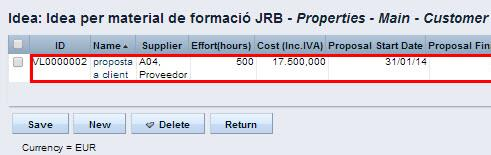 Idea: Idea per material de formació JRB - Properties - Main - Customer
ID Name Supplier Effort(hours) Cost (Inc.IVA) Proposal Start Date Proposal Fin
VL0000002 proposta a client A04, Proveedor 500 17.500,000 31/01/14
Save New Delete Return
Currency = EUR